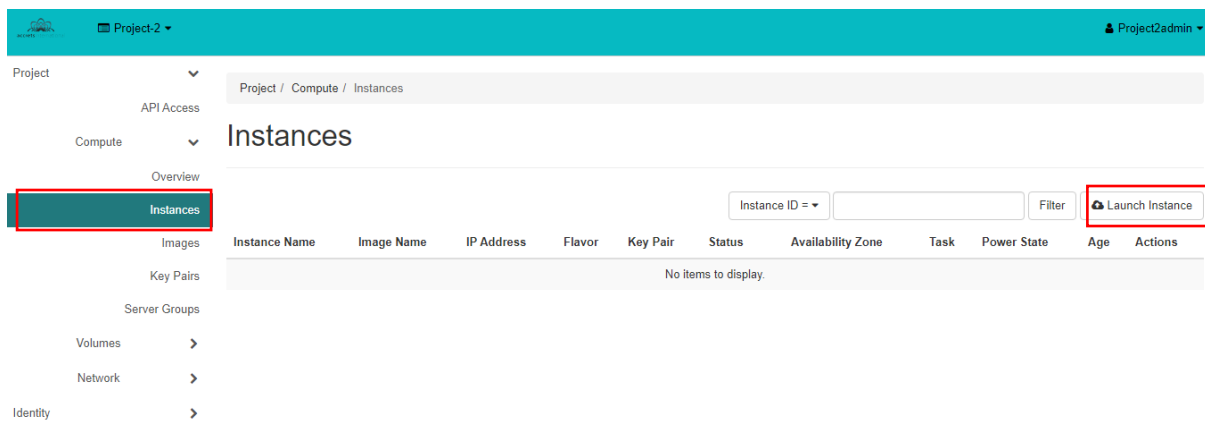 Project-2
Project2admin
Project
API Access
Compute
Overview
Instances
Images
Key Pairs
Server Groups
Volumes
Network
Identity
Project / Compute / Instances
Instances
Instance ID = Filter Launch Instance
Instance Name Image Name IP Address Flavor Key Pair Status Availability Zone Task Power State Age Actions
No items to display.